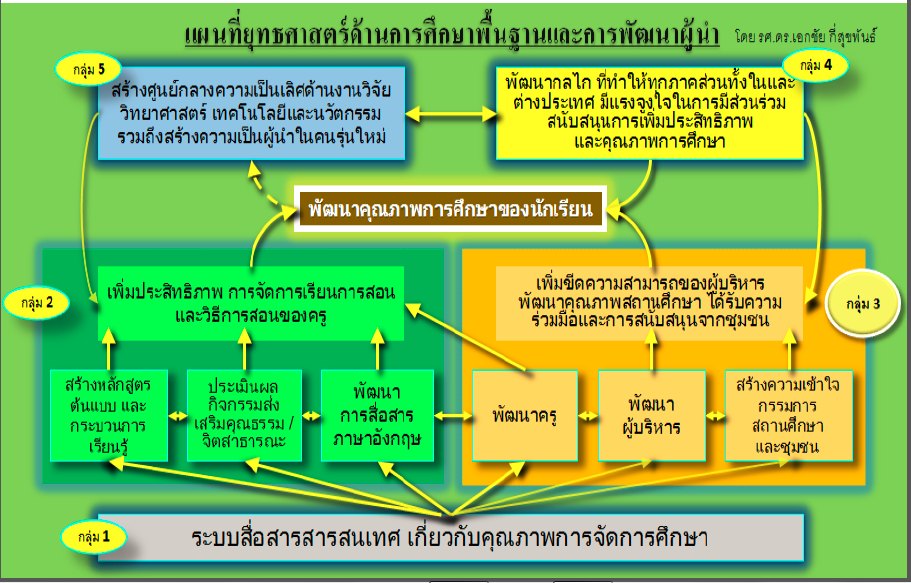 แผนที่ยุทธศาสตร์ด้านการศึกษาพื้นฐานและการพัฒนาผู้นำ
โดย รศ.ดร.เอกชัย กี่สุขพันธ์
กลุ่ม 5
สร้างศูนย์กลางความเป็นเลิศด้านงานวิจัย
วิทยาศาสตร์ เทคโนโลยีและนวัตกรรม
รวมถึงสร้างความเป็นผู้นำในคนรุ่นใหม่
กลุ่ม 4
พัฒนากลไก ที่ทำให้ทุกภาคส่วนทั้งในและ
ต่างประเทศ มีแรงจูงใจในการมีส่วนร่วม
สนับสนุนการเพิ่มประสิทธิภาพ
และคุณภาพการศึกษา
พัฒนาคุณภาพการศึกษาของนักเรียน
กลุ่ม 2
เพิ่มประสิทธิภาพ การจัดการเรียนการสอน
และวิธีการสอนของครู
เพิ่มขีดความสามารถของผู้บริหาร
พัฒนาคุณภาพสถานศึกษา ได้รับความ
ร่วมมือและการสนับสนุนจากชุมชน
กลุ่ม 3
สร้างหลักสูตร
ต้นแบบ และ
กระบวนการ
เรียนรู้
ประเมินผล
กิจกรรมส่ง
เสริมคุณธรรม /
จิตสาธารณะ
พัฒนา
การสื่อสาร
ภาษาอังกฤษ
พัฒนาครู
พัฒนา
ผู้บริหาร
สร้างความเข้าใจ
กรรมการ
สถานศึกษา
และชุมชน
กลุ่ม 1
ระบบสื่อสารสารสนเทศ เกี่ยวกับคุณภาพการจัดการศึกษา